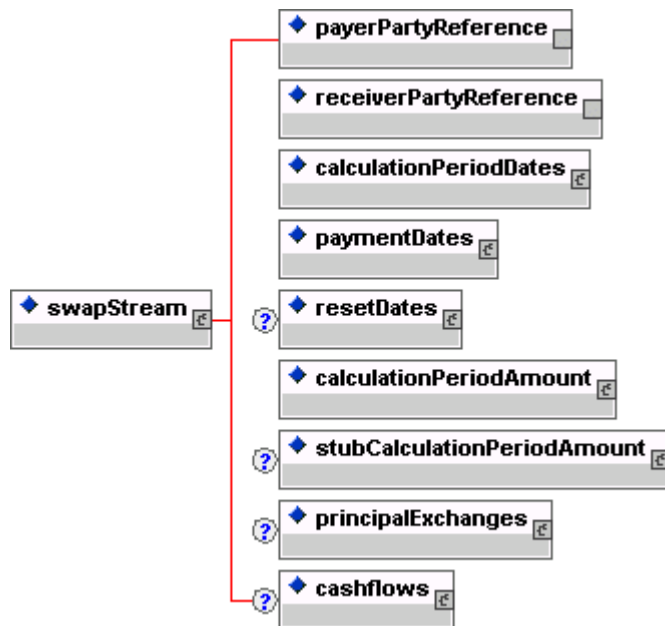 payerPartyReference
receiverPartyReference
calculationPeriodDates
paymentDates
swapStream
? resetDates
calculationPeriodAmount
? stubCalculationPeriodAmount
? principalExchanges
? cashflows